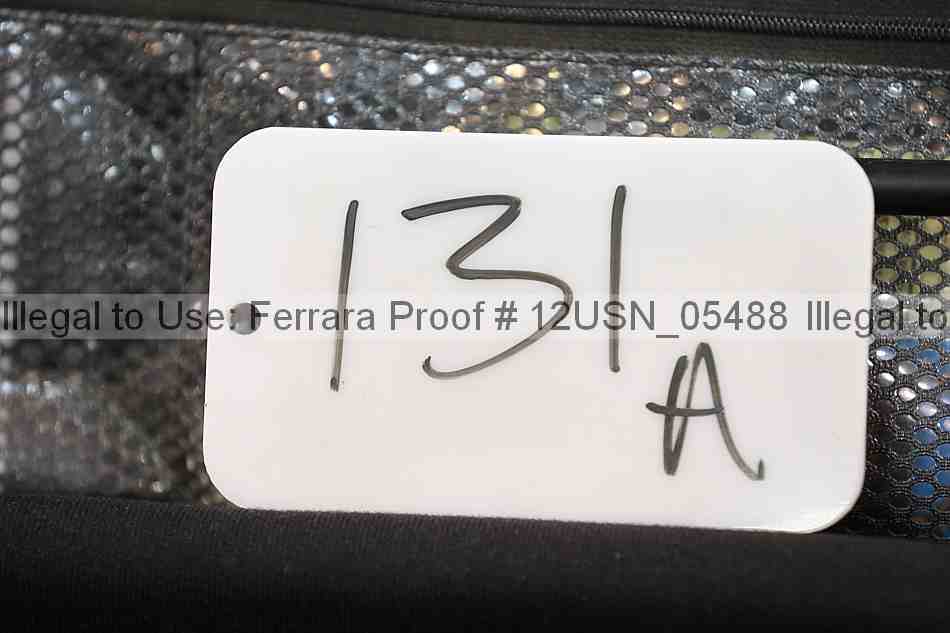 131
A
Illegal to Use: Ferrara Proof # 12USN_05488 Illegal to